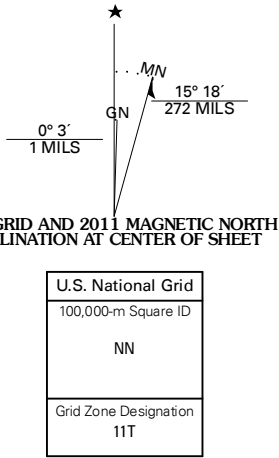 MN
GN
15° 18´
272 MILS
0° 3´
1 MILS
GRID AND 2011 MAGNETIC NORTH
LINATION AT CENTER OF SHEET
U.S. National Grid
100,000-m Square ID
NN
Grid Zone Designation
11T